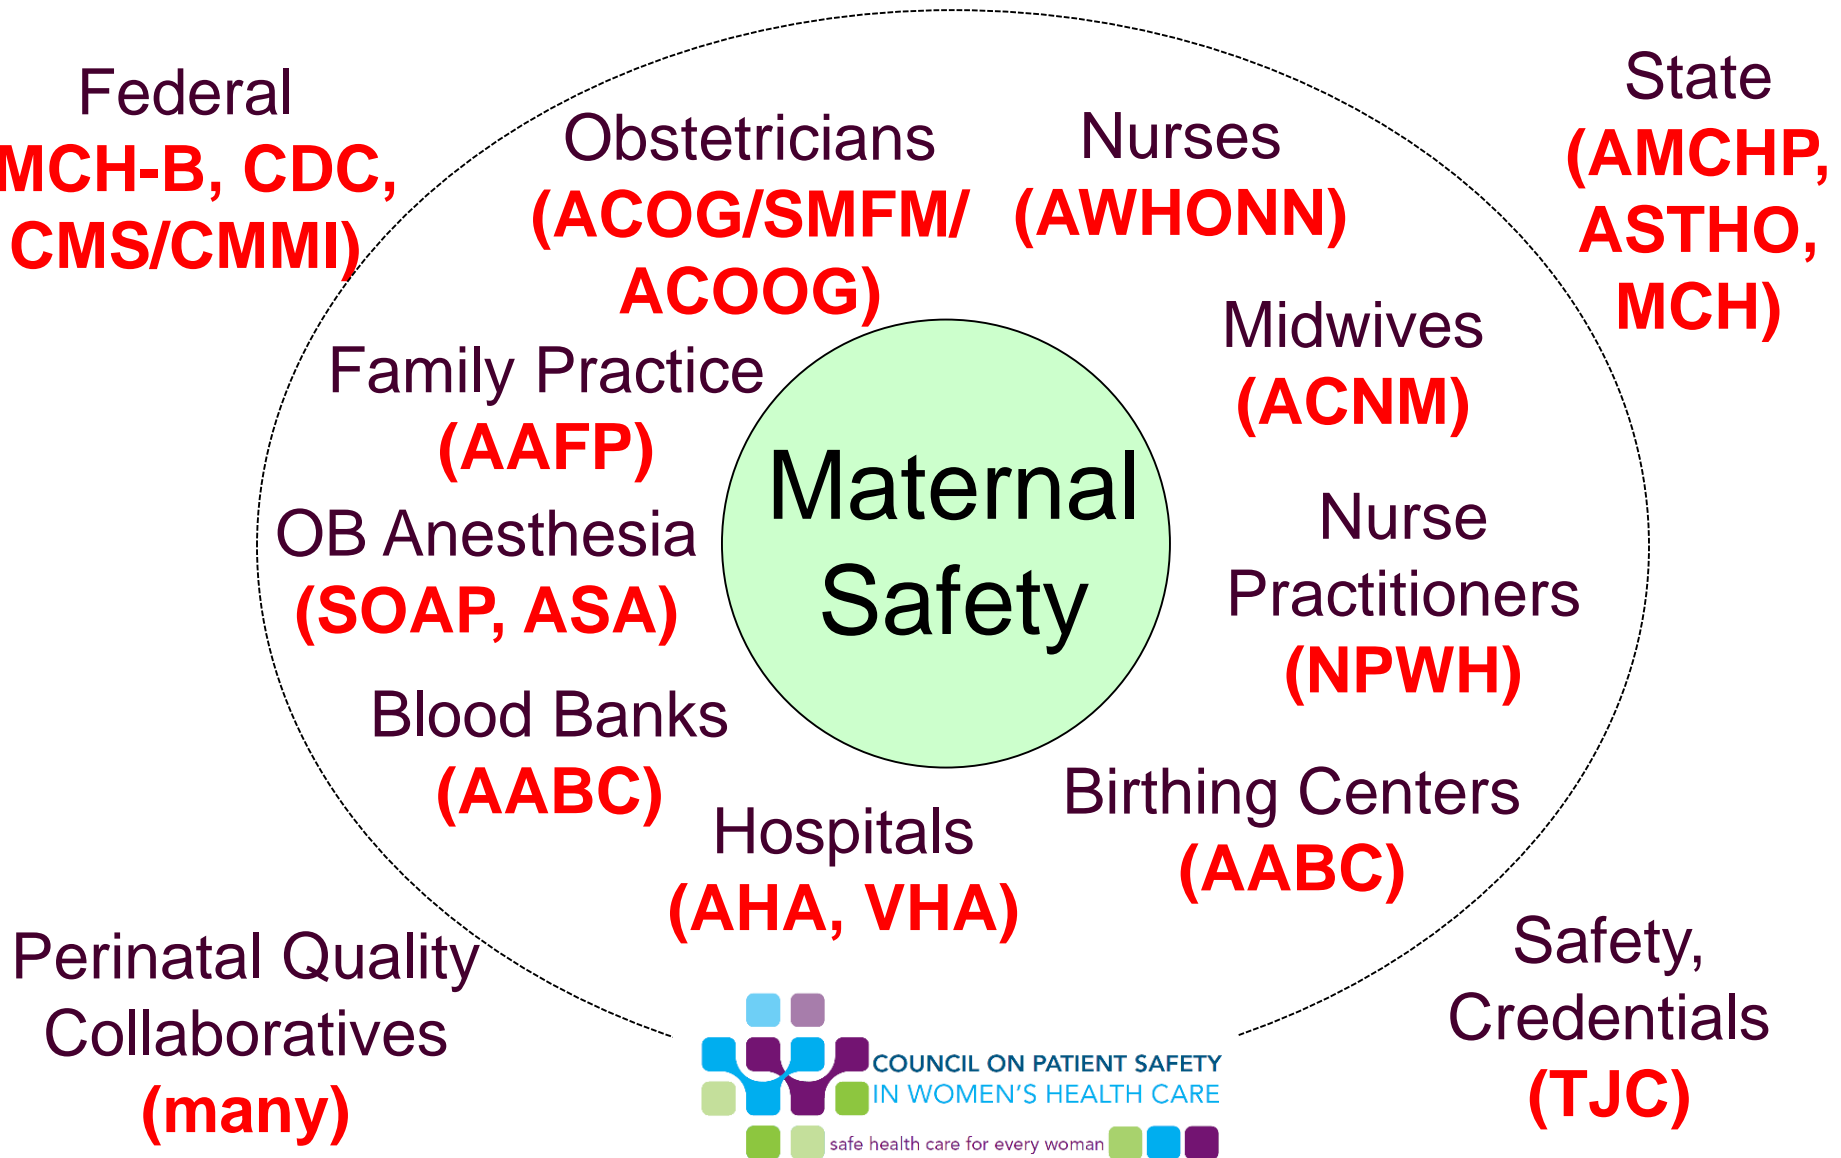 Federal
MCH-B, CDC,
CMS/CMMI)
Obstetricians
(ACOG/SMFM/
ACOOG)
Nurses
(AWHONN)
State
(AMCHP,
ASTHO,
MCH)
Family Practice
(AAFP)
Midwives
(ACNM)
Maternal
Safety
OB Anesthesia
(SOAP, ASA)
Nurse
Practitioners
(NPWH)
Blood Banks
(AABC)
Hospitals
(AHA, VHA)
Birthing Centers
(AABC)
Perinatal Quality
Collaboratives
(many)
Safety,
Credentials
(TJC)
COUNCIL ON PATIENT SAFETY
IN WOMEN'S HEALTH CARE
safe health care for every woman